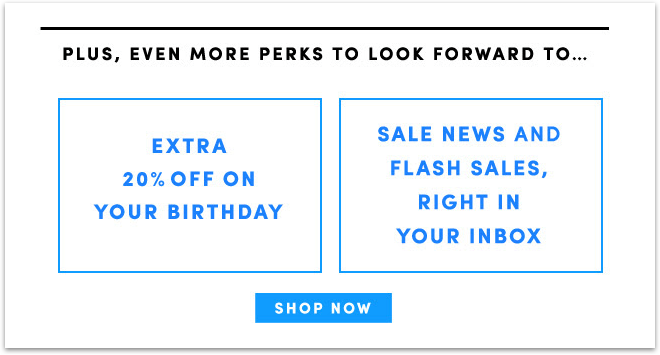 PLUS, EVEN MORE PERKS TO LOOK FORWARD TO...
EXTRA
20% OFF ON
YOUR BIRTHDAY
SALE NEWS AND
FLASH SALES,
RIGHT IN
YOUR INBOX
SHOP NOW